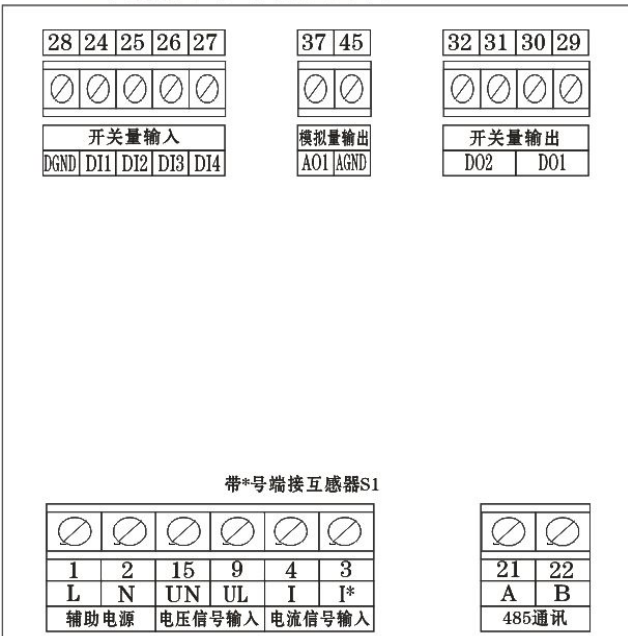 28 24 25 26 27
37 45
32 31 30 29
开关量输入
模拟量输出
开关量输出
DGND DI1 DI2 DI3 DI4
AO1 AGND
DO2 DO1
带*号端接互感器S1
1 2 15 9 4 3
21 22
L N UN UL I I*
A B
辅助电源 电压信号输入 电流信号输入
485通讯